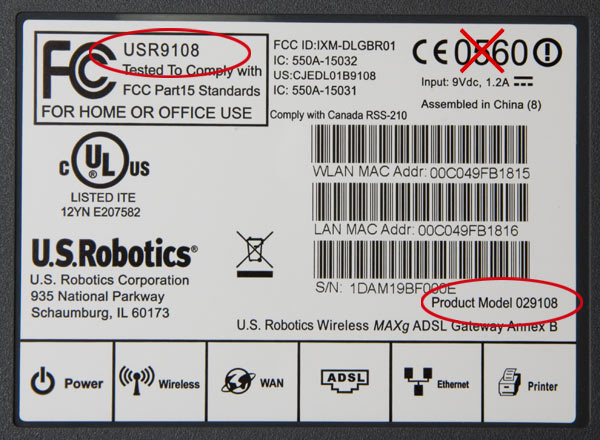 FCC
USR9108
Tested To Comply with
FCC Part15 Standards
FOR HOME OR OFFICE USE
FCC ID:IXM-DLGBR01
IC: 550A-15032
US:CJEDL01B9108
IC: 550A-15031
Comply with Canada RSS-210
CE 0560
Input: 9Vdc, 1.2A
Assembled in China (8)
C UL US
LISTED ITE
12YN E207582
WLAN MAC Addr: 00C049FB1815
LAN MAC Addr: 00C049FB1816
S/N: 1DAM19BF000E
Product Model 029108
U.S.Robotics®
U.S. Robotics Corporation
935 National Parkway
Schaumburg, IL 60173
U.S. Robotics Wireless MAXg ADSL Gateway Annex B
Power
Wireless
WAN
ADSL
Ethernet
Printer